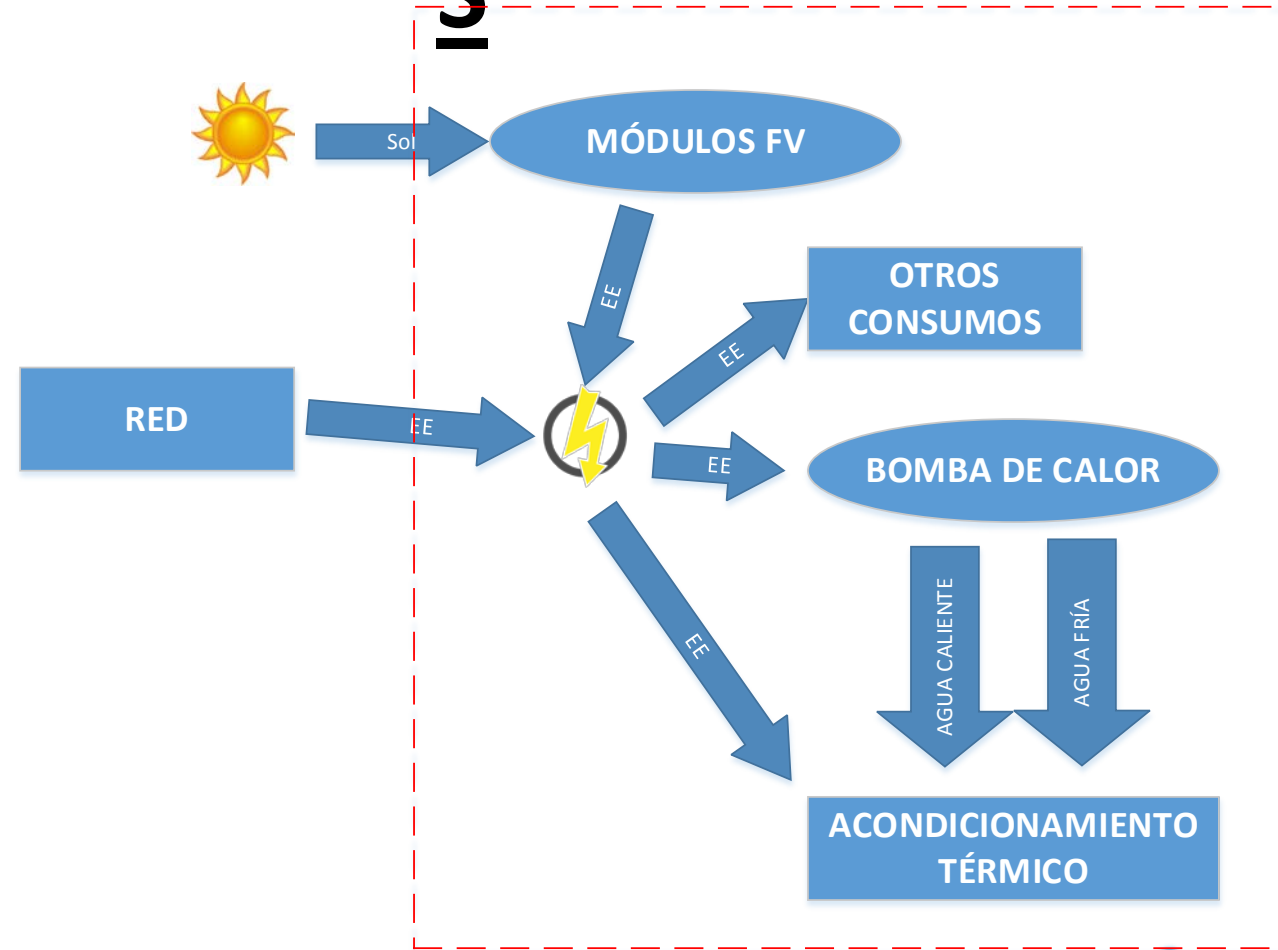 Sol
MÓDULOS FV
EE
OTROS
CONSUMOS
EE
RED
EE
EE
BOMBA DE CALOR
EE
AGUA CALIENTE
AGUA FRÍA
ACONDICIONAMIENTO
TÉRMICO